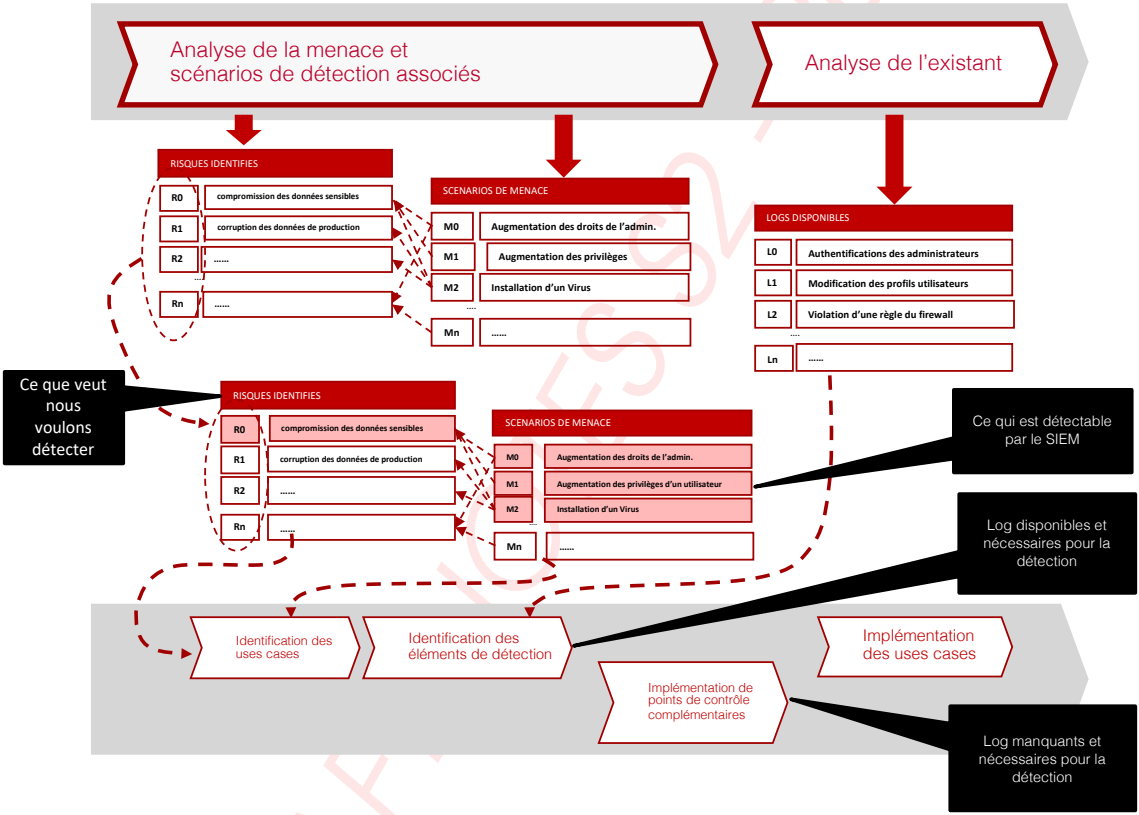 Analyse de la menace et
scénarios de détection associés
Analyse de l'existant
RISQUES IDENTIFIES
R0 compromission des données sensibles
R1 corruption des données de production
R2 ......
....
Rn ......
SCENARIOS DE MENACE
M0 Augmentation des droits de l'admin.
M1 Augmentation des privilèges
M2 Installation d'un Virus
....
Mn ......
LOGS DISPONIBLES
L0 Authentifications des administrateurs
L1 Modification des profils utilisateurs
L2 Violation d'une règle du firewall
....
Ln ......
Ce que veut
nous
voulons
détecter
RISQUES IDENTIFIES
R0 compromission des données sensibles
R1 corruption des données de production
R2 ......
Rn ......
SCENARIOS DE MENACE
M0 Augmentation des droits de l'admin.
M1 Augmentation des privilèges d'un utilisateur
M2 Installation d'un Virus
....
Mn ......
Ce qui est détectable
par le SIEM
Log disponibles et
nécessaires pour la
détection
Identification des
uses cases
Identification des
éléments de détection
Implémentation de
points de contrôle
complémentaires
Implémentation
des uses cases
Log manquants et
nécessaires pour la
détection